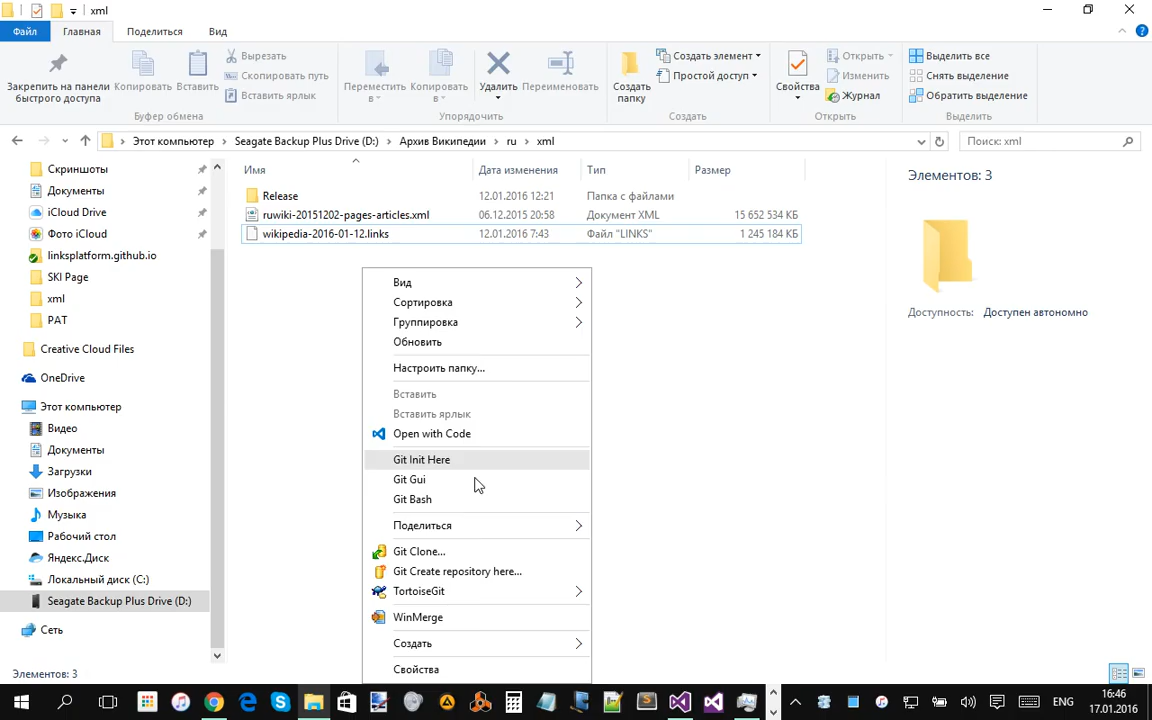 xml
Файл Главная Поделиться Вид
Закрепить на панели быстрого доступа
Копировать
Вставить
Вырезать
Скопировать путь
Вставить ярлык
Буфер обмена
Переместить в
Копировать в
Удалить
Переименовать
Упорядочить
Создать папку
Создать элемент
Простой доступ
Создать
Свойства
Открыть
Изменить
Журнал
Открыть
Выделить все
Снять выделение
Обратить выделение
Выделить
Этот компьютер Seagate Backup Plus Drive (D:) Архив Википедии ru xml
Поиск: xml
Скриншоты
Документы
iCloud Drive
Фото iCloud
linksplatform.github.io
SKI Page
xml
PAT
Creative Cloud Files
OneDrive
Этот компьютер
Видео
Документы
Загрузки
Изображения
Музыка
Рабочий стол
Яндекс.Диск
Локальный диск (C:)
Seagate Backup Plus Drive (D:)
Сеть
Имя Дата изменения Тип Размер
Release 12.01.2016 12:21 Папка с файлами
ruwiki-20151202-pages-articles.xml 06.12.2015 20:58 Документ XML 15 652 534 КБ
wikipedia-2016-01-12.links 12.01.2016 7:43 Файл "LINKS" 1 245 184 КБ
Вид
Сортировка
Группировка
Обновить
Настроить папку...
Вставить
Вставить ярлык
Open with Code
Git Init Here
Git Gui
Git Bash
Поделиться
Git Clone...
Git Create repository here...
TortoiseGit
WinMerge
Создать
Свойства
Элементов: 3
Доступность: Доступен автономно
Элементов: 3
ENG
16:46
17.01.2016